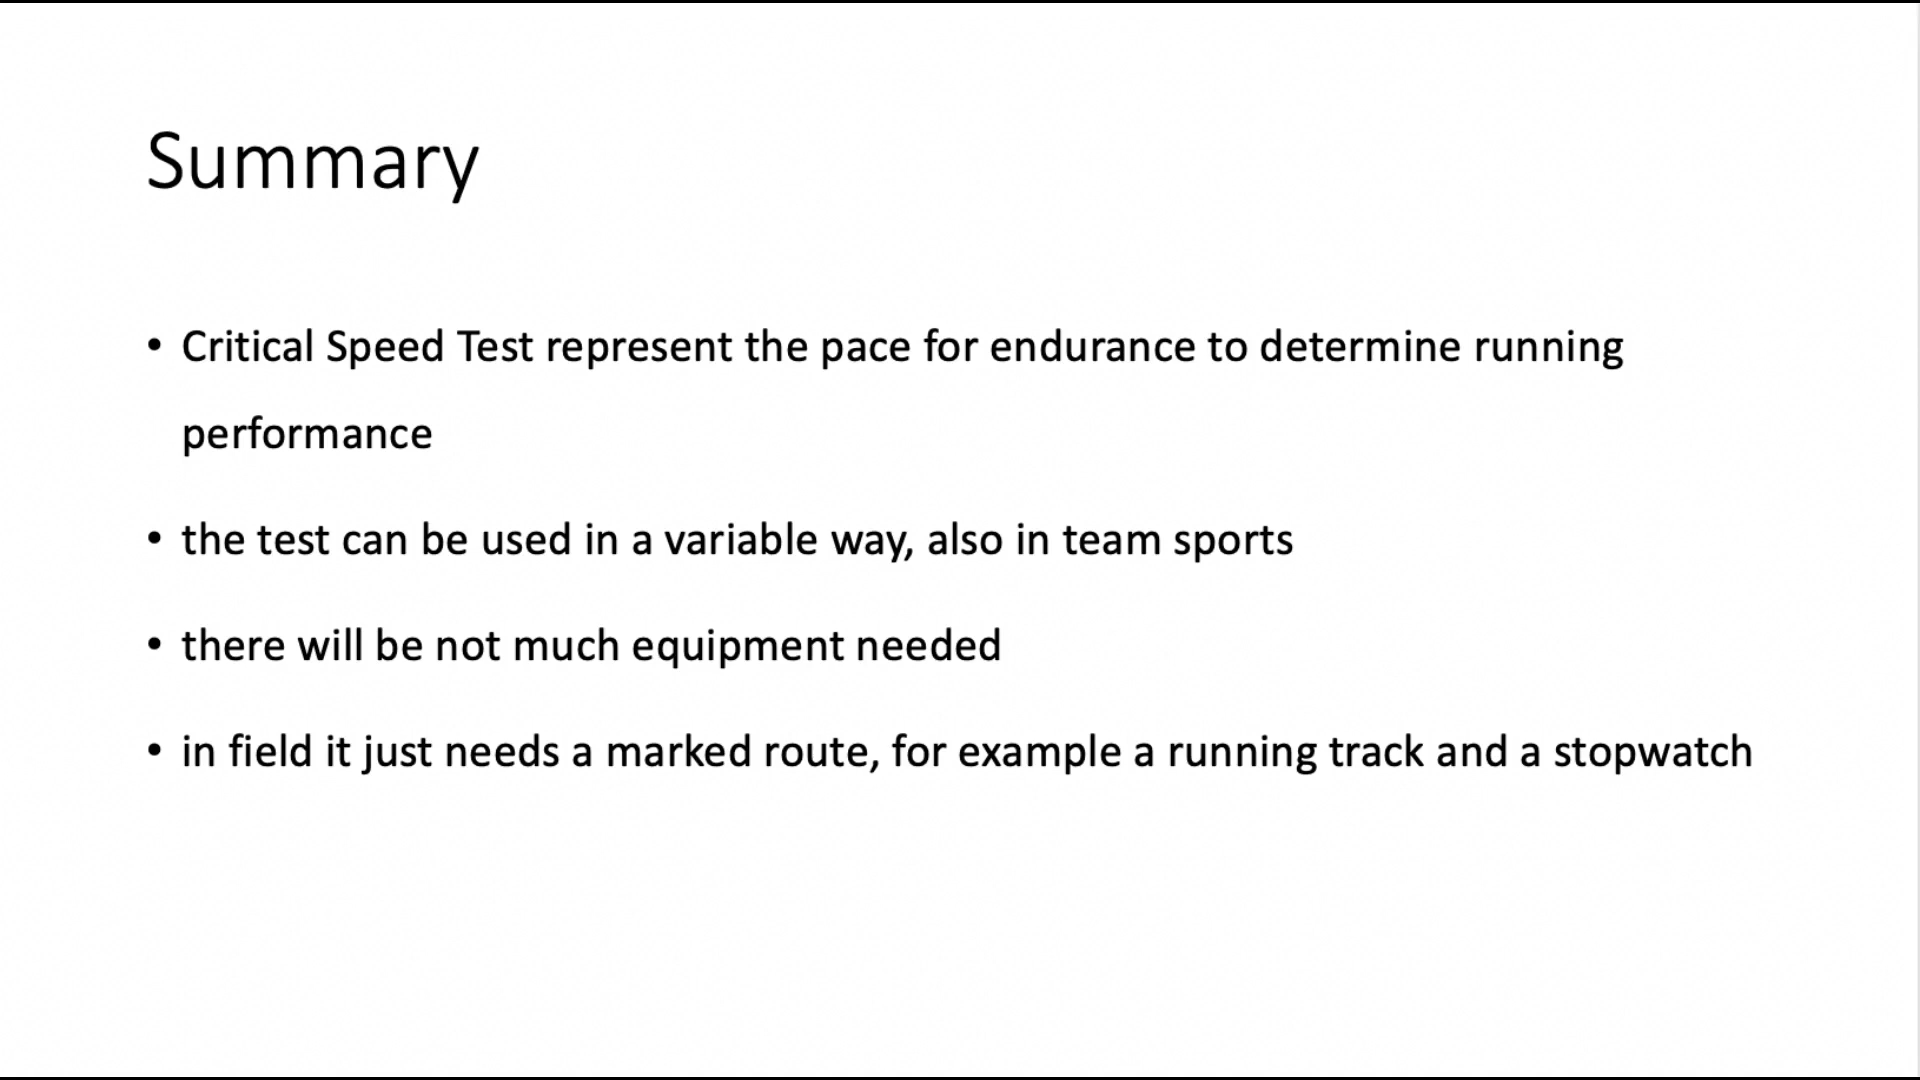 Summary
• Critical Speed Test represent the pace for endurance to determine running
performance
• the test can be used in a variable way, also in team sports
• there will be not much equipment needed
• in field it just needs a marked route, for example a running track and a stopwatch